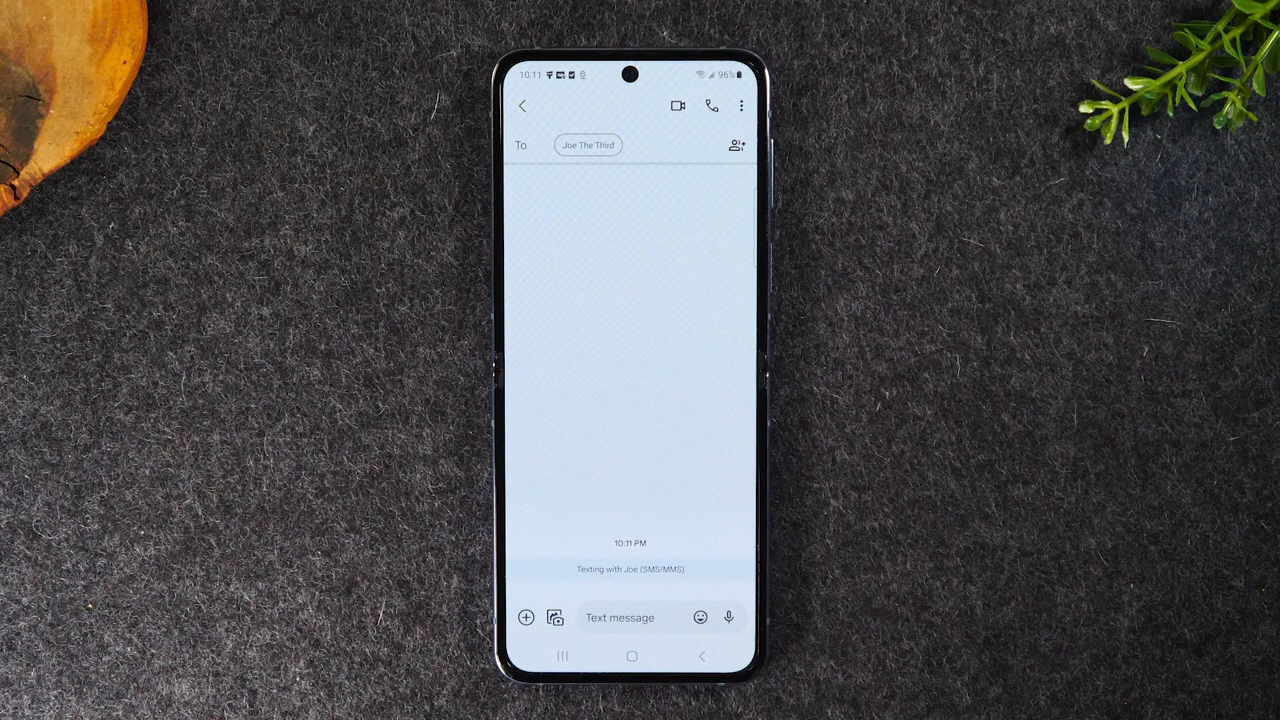 10.11
96%
To
Joe The Third
10:11 PM
Texting with Joe (SMS/MMS)
Text message